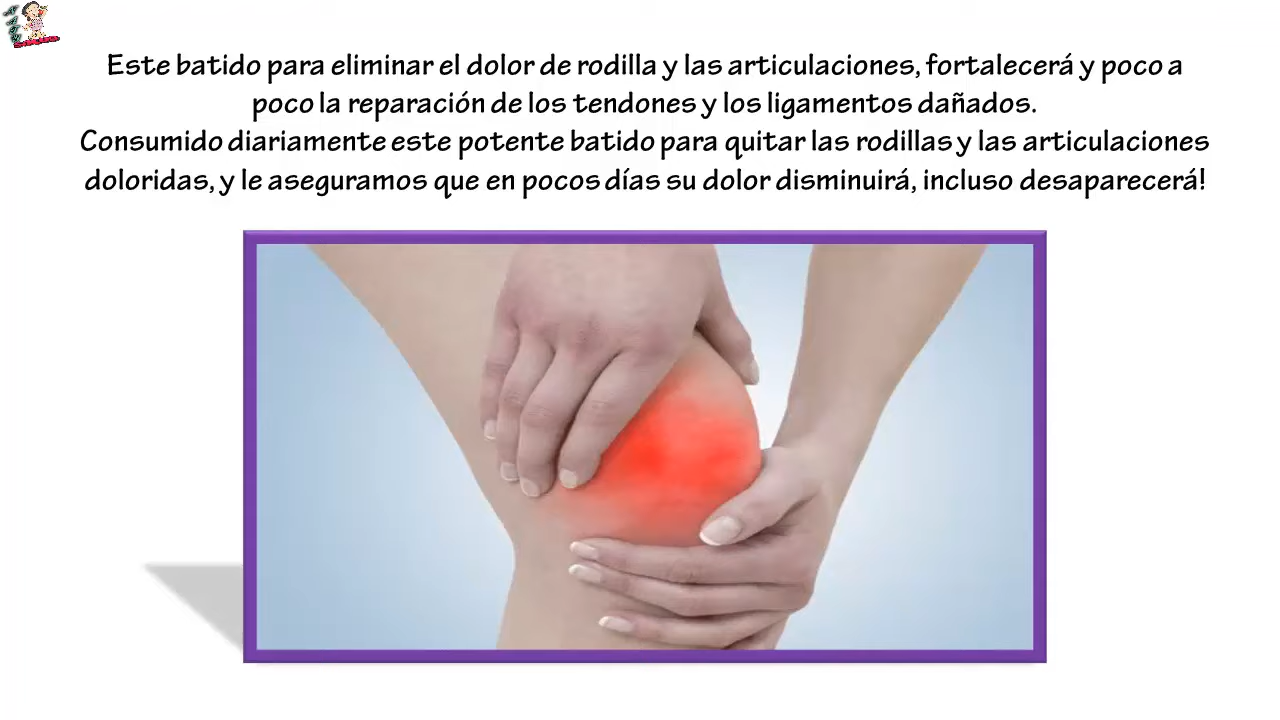 Este batido para eliminar el dolor de rodilla y las articulaciones, fortalecerá y poco a
poco la reparación de los tendones y los ligamentos dañados.
Consumido diariamente este potente batido para quitar las rodillas y las articulaciones
doloridas, y le aseguramos que en pocos días su dolor disminuirá, incluso desaparecerá!